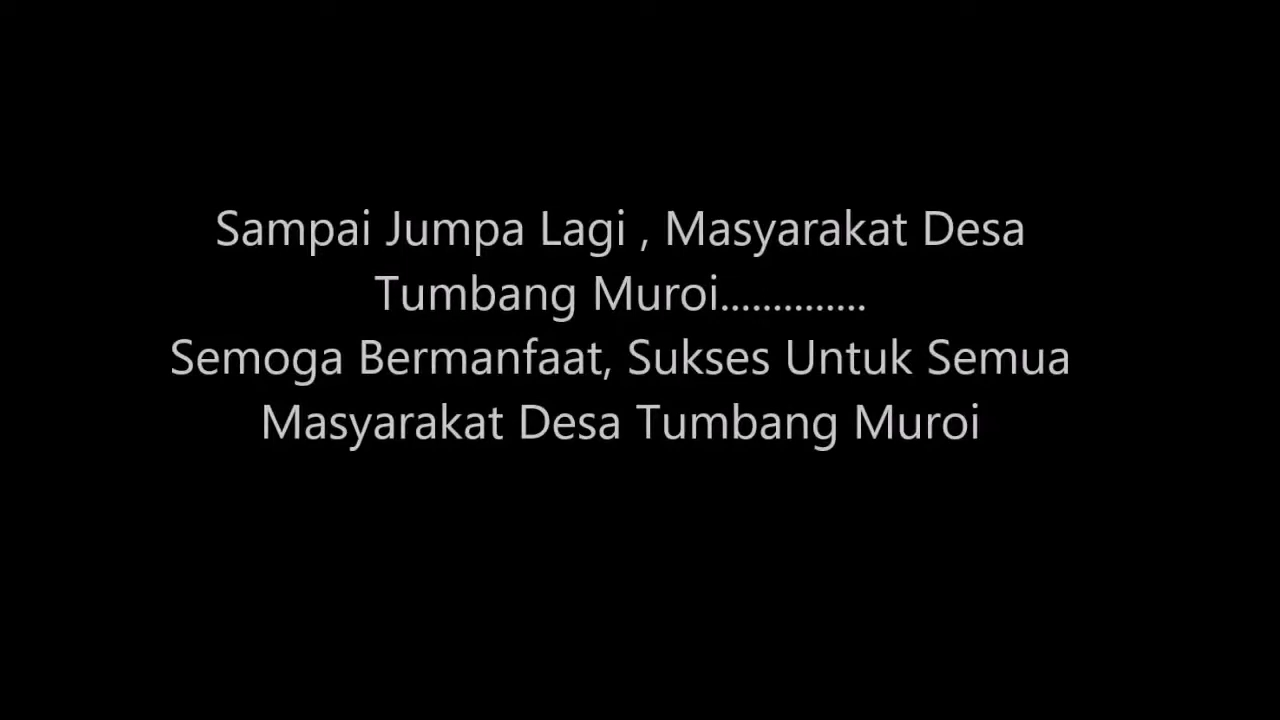 Sampai Jumpa Lagi , Masyarakat Desa
Tumbang Muroi..............
Semoga Bermanfaat, Sukses Untuk Semua
Masyarakat Desa Tumbang Muroi